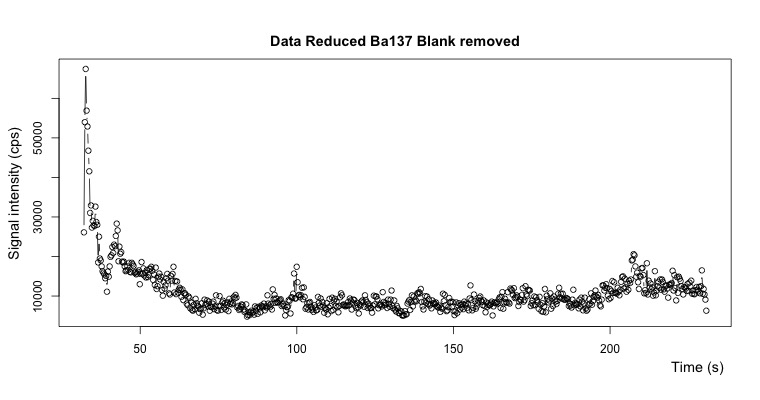 Data Reduced Ba137 Blank removed
Signal intensity (cps)
50000
30000
10000
50 100 150 200
Time (s)